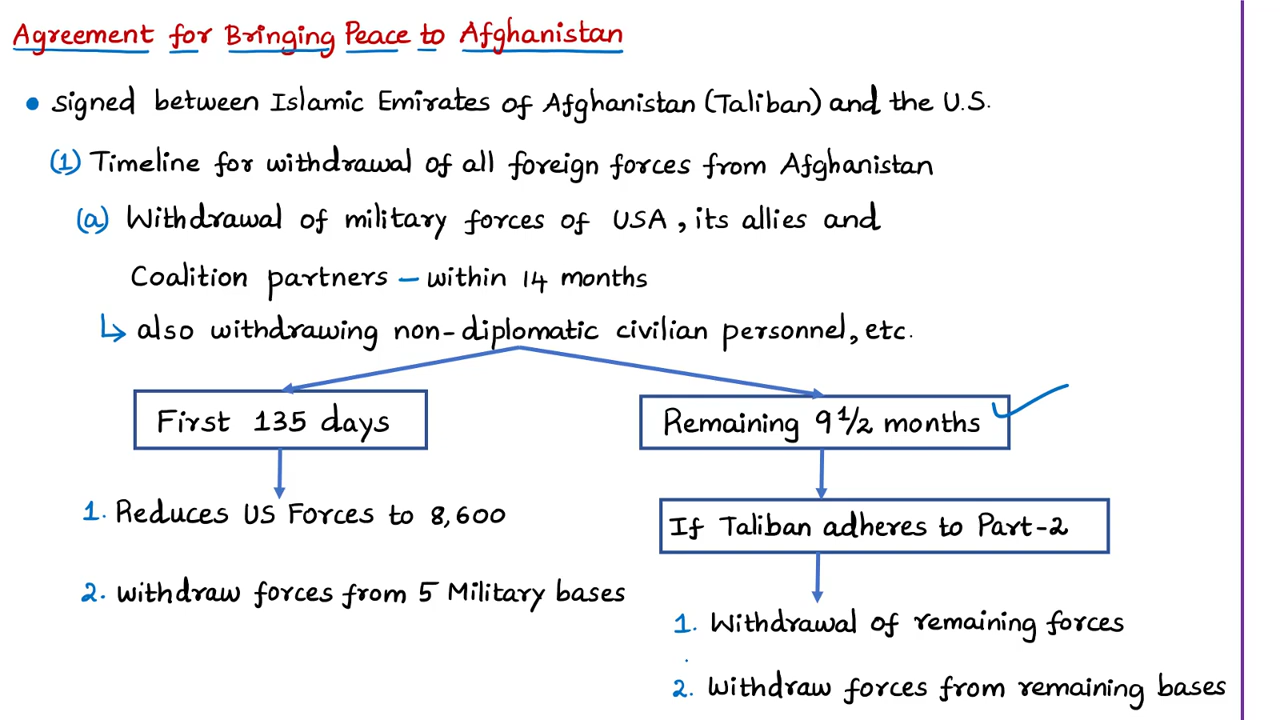 Agreement for Bringing Peace to Afghanistan
• signed between Islamic Emirates of Afghanistan (Taliban) and the U.S.
(1) Timeline for withdrawal of all foreign forces from Afghanistan
(a) Withdrawal of military forces of USA, its allies and
Coalition partners – within 14 months
↳ also withdrawing non-diplomatic civilian personnel, etc.
First 135 days
Remaining 9 1/2 months
1. Reduces US Forces to 8,600
2. withdraw forces from 5 Military bases
If Taliban adheres to Part-2
1. Withdrawal of remaining forces
2. Withdraw forces from remaining bases